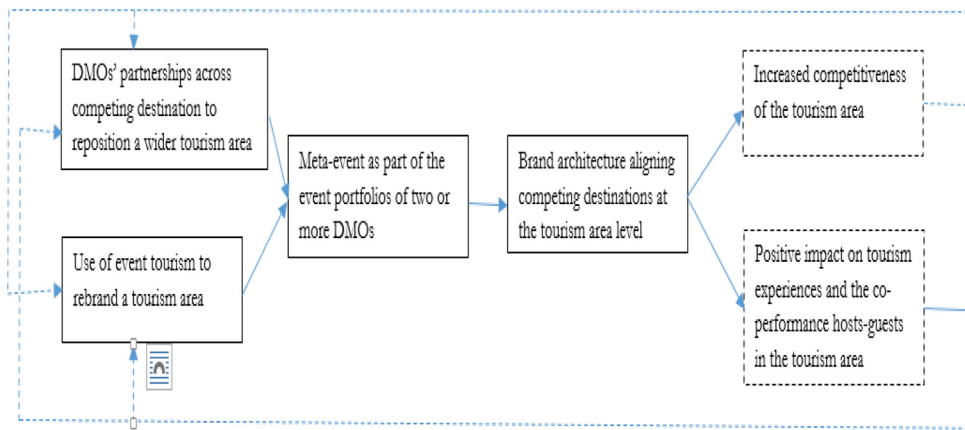 DMOs' partnerships across
competing destination to
reposition a wider tourism area
Use of event tourism to
rebrand a tourism area
Meta-event as part of the
event portfolios of two or
more DMOs
Brand architecture aligning
competing destinations at
the tourism area level
Increased competitiveness
of the tourism area
Positive impact on tourism
experiences and the co-
performance hosts-guests
in the tourism area